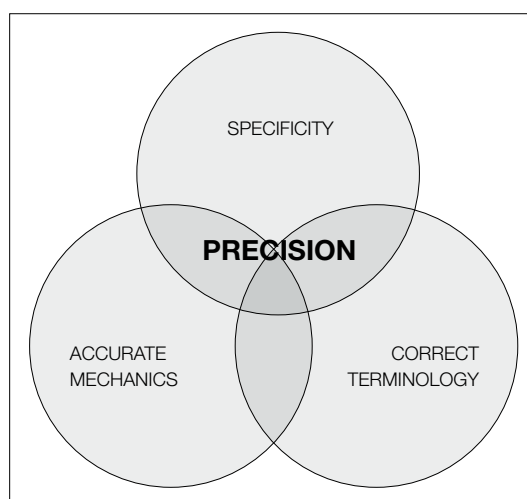 SPECIFICITY
PRECISION
ACCURATE
MECHANICS
CORRECT
TERMINOLOGY